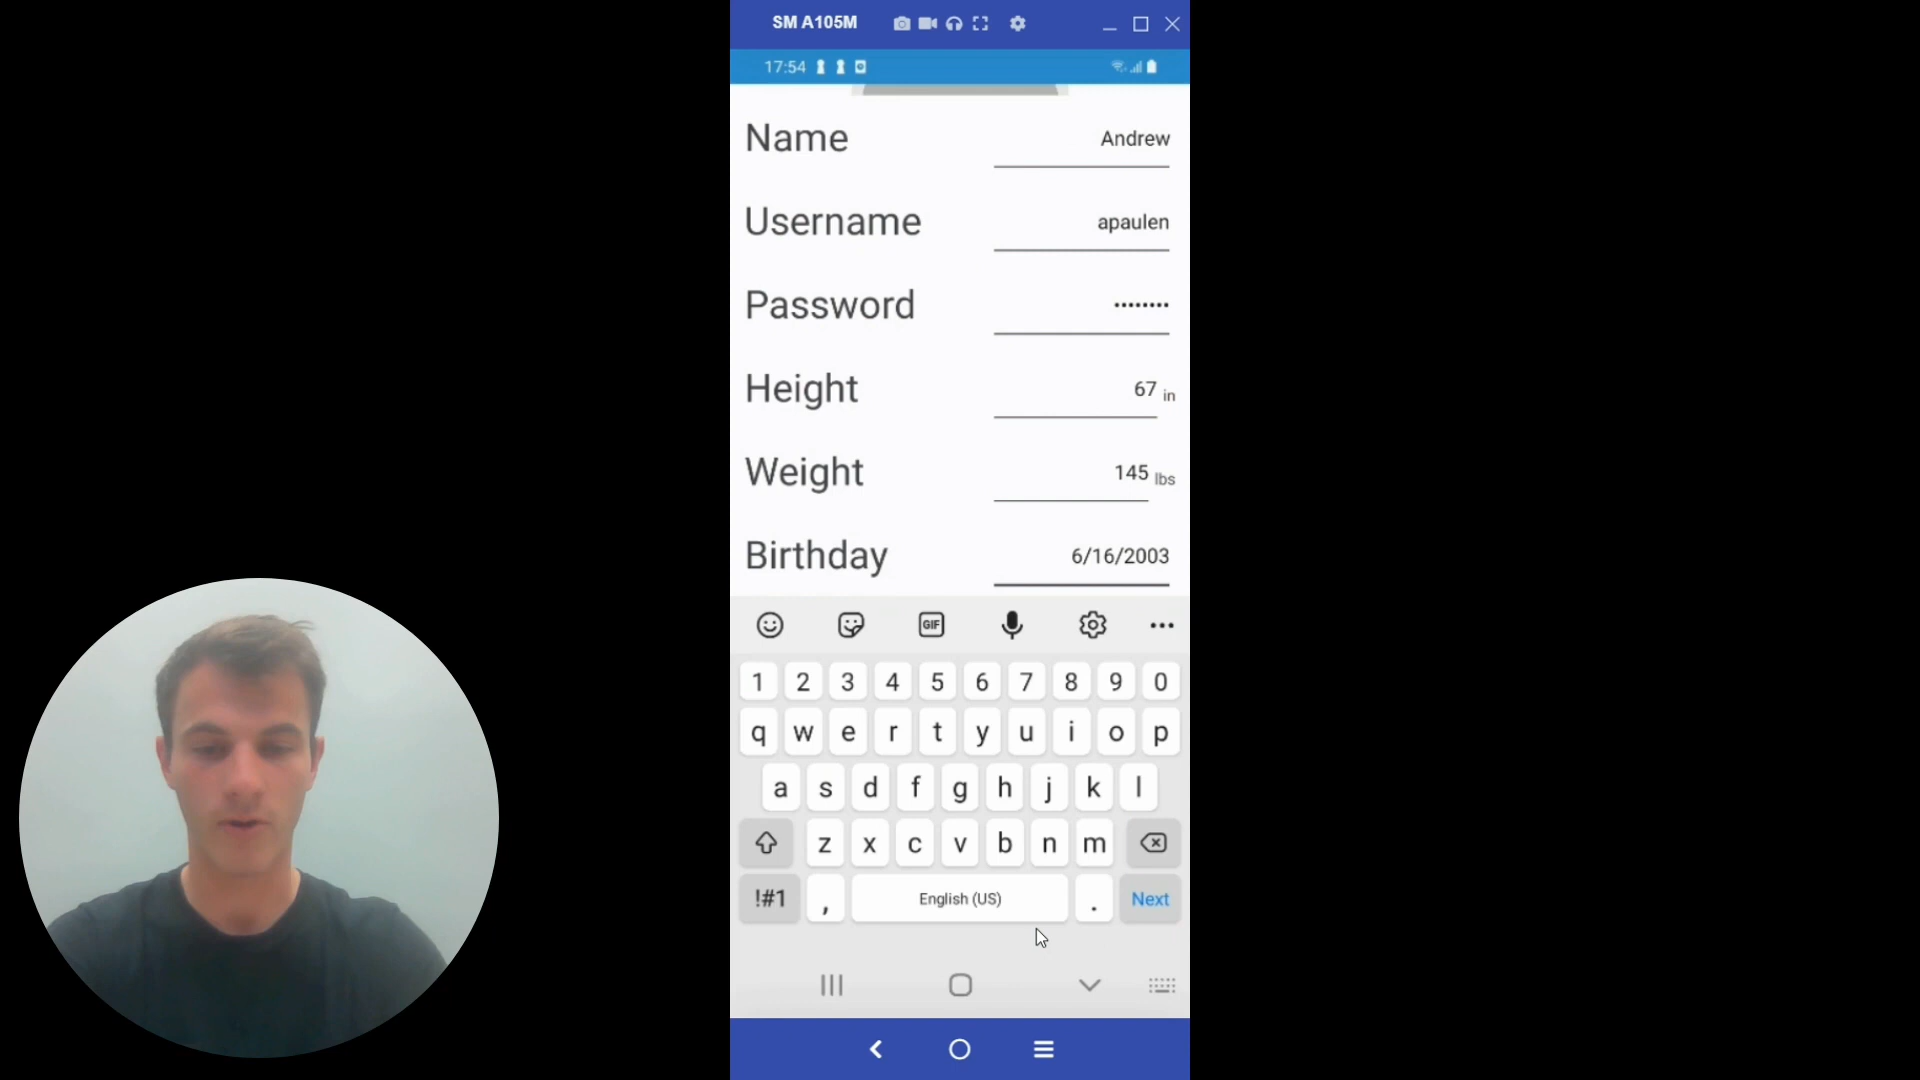 SM A105M
17:54
Name Andrew
Username apaulen
Password ••••••••
Height 67 in
Weight 145 lbs
Birthday 6/16/2003
GIF
1 2 3 4 5 6 7 8 9 0
q w e r t y u i o p
a s d f g h j k l
z x c v b n m
!#1 , English (US) . Next